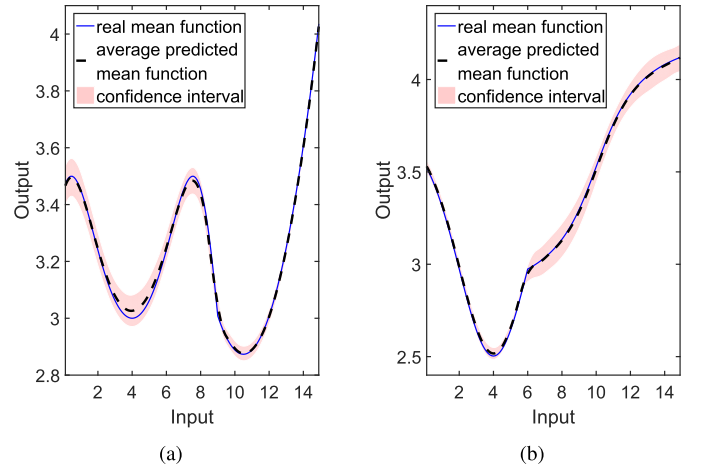 real mean function
average predicted
mean function
confidence interval
4
3.8
3.6
3.4
3.2
3
2.8
Output
2 4 6 8 10 12 14
Input
(a)
real mean function
average predicted
mean function
confidence interval
4
3.5
3
2.5
Output
2 4 6 8 10 12 14
Input
(b)